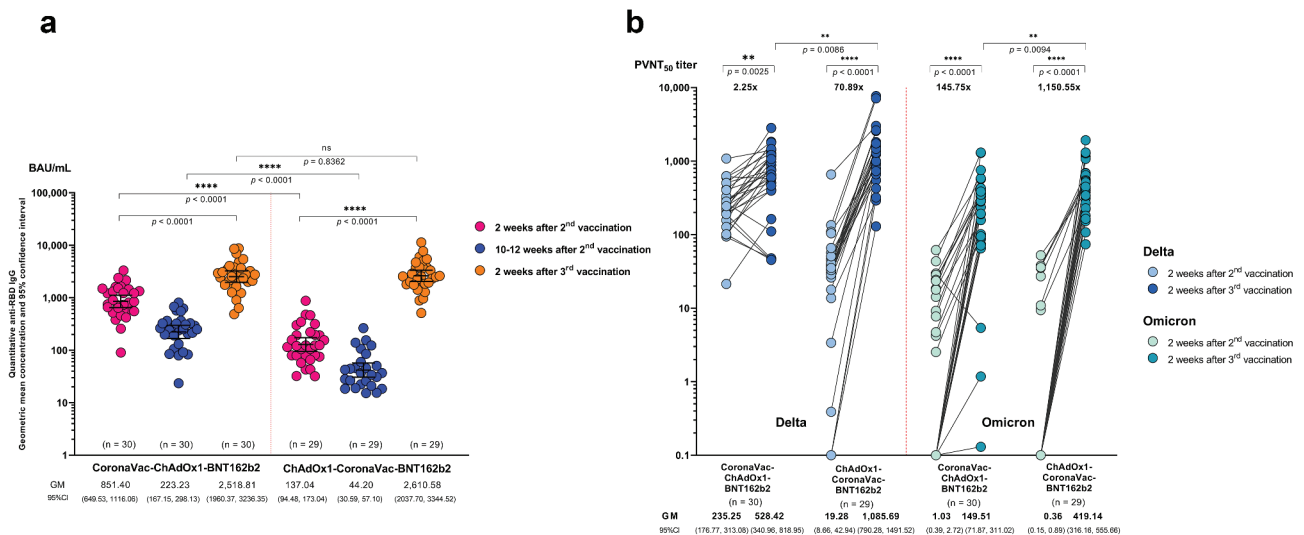 a
BAU/mL
Quantitative anti-RBD IgG
Geometric mean concentration and 95% confidence interval
ns
p = 0.8362
****
p < 0.0001
****
p < 0.0001
****
p < 0.0001
p < 0.0001
100,000
10,000
1,000
100
10
1
2 weeks after 2nd vaccination
10-12 weeks after 2nd vaccination
2 weeks after 3rd vaccination
(n = 30) (n = 30) (n = 30) (n = 29) (n = 29) (n = 29)
CoronaVac-ChAdOx1-BNT162b2 ChAdOx1-CoronaVac-BNT162b2
GM 851.40 223.23 2,518.81 137.04 44.20 2,610.58
95%CI (649.53, 1116.06) (167.15, 298.13) (1960.37, 3236.35) (94.48, 173.04) (30.59, 57.10) (2037.70, 3344.52)
b
PVNT50 titer
** **
p = 0.0086 p = 0.0094
** **** **** ****
p = 0.0025 p < 0.0001 p < 0.0001 p < 0.0001
2.25x 70.89x 145.75x 1,150.55x
10,000
1,000
100
10
1
0.1
Delta Omicron
Delta
2 weeks after 2nd vaccination
2 weeks after 3rd vaccination
Omicron
2 weeks after 2nd vaccination
2 weeks after 3rd vaccination
CoronaVac- ChAdOx1- CoronaVac- ChAdOx1-
ChAdOx1- CoronaVac- ChAdOx1- CoronaVac-
BNT162b2 BNT162b2 BNT162b2 BNT162b2
(n = 30) (n = 29) (n = 30) (n = 29)
GM 235.25 528.42 19.28 1,085.69 1.03 149.51 0.36 419.14
95%CI (176.77, 313.08) (340.96, 818.95) (8.66, 42.94) (790.28, 1491.52) (0.39, 2.72) (71.87, 311.02) (0.15, 0.89) (316.16, 555.66)